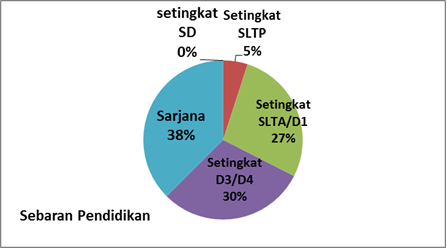 setingkat
SD
0%
Setingkat
SLTP
5%
Setingkat
SLTA/D1
27%
Setingkat
D3/D4
30%
Sarjana
38%
Sebaran Pendidikan